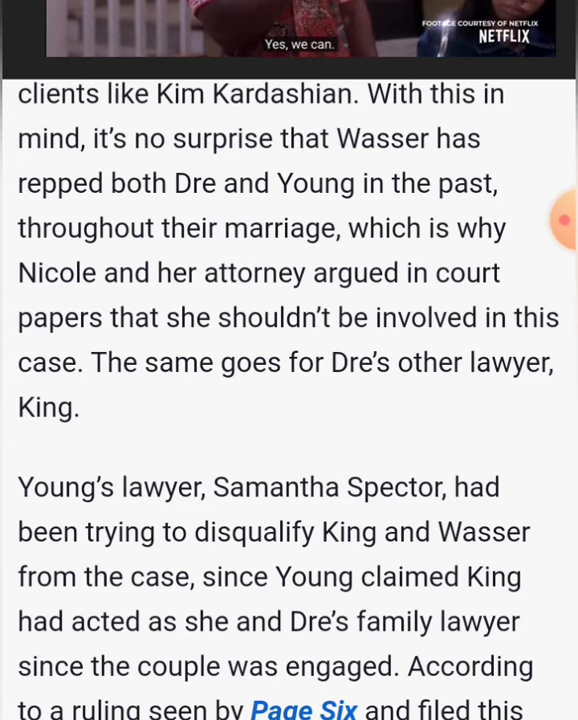 FOOTAGE COURTESY OF NETFLIX
NETFLIX
Yes, we can.
clients like Kim Kardashian. With this in
mind, it’s no surprise that Wasser has
repped both Dre and Young in the past,
throughout their marriage, which is why
Nicole and her attorney argued in court
papers that she shouldn’t be involved in this
case. The same goes for Dre’s other lawyer,
King.
Young’s lawyer, Samantha Spector, had
been trying to disqualify King and Wasser
from the case, since Young claimed King
had acted as she and Dre’s family lawyer
since the couple was engaged. According
to a ruling seen by Page Six and filed this